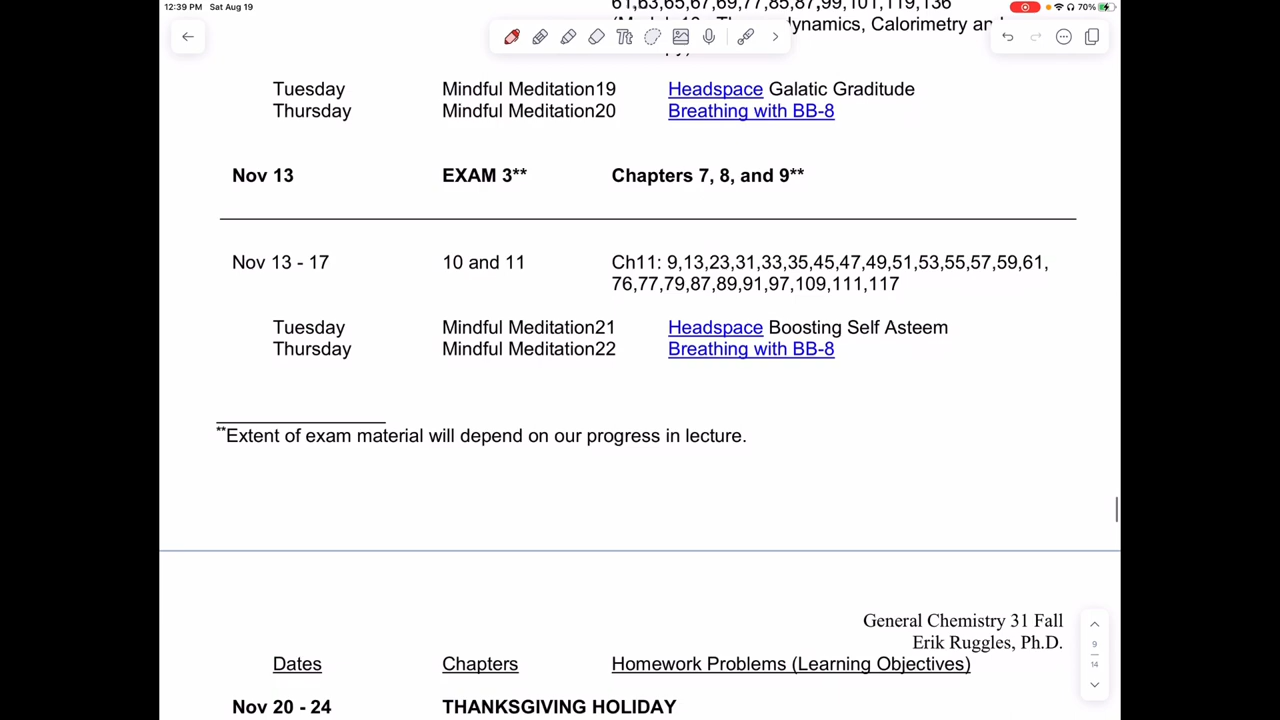 12:39 PM Sat Aug 19
70%
61,63,65,67,69,77,85,87,99,101,119,136
dynamics, Calorimetry
Tuesday Mindful Meditation19 Headspace Galatic Graditude
Thursday Mindful Meditation20 Breathing with BB-8
Nov 13 EXAM 3** Chapters 7, 8, and 9**
Nov 13 - 17 10 and 11 Ch11: 9,13,23,31,33,35,45,47,49,51,53,55,57,59,61,
76,77,79,87,89,91,97,109,111,117
Tuesday Mindful Meditation21 Headspace Boosting Self Asteem
Thursday Mindful Meditation22 Breathing with BB-8
**Extent of exam material will depend on our progress in lecture.
General Chemistry 31 Fall
Erik Ruggles, Ph.D.
9
14
Dates Chapters Homework Problems (Learning Objectives)
Nov 20 - 24 THANKSGIVING HOLIDAY